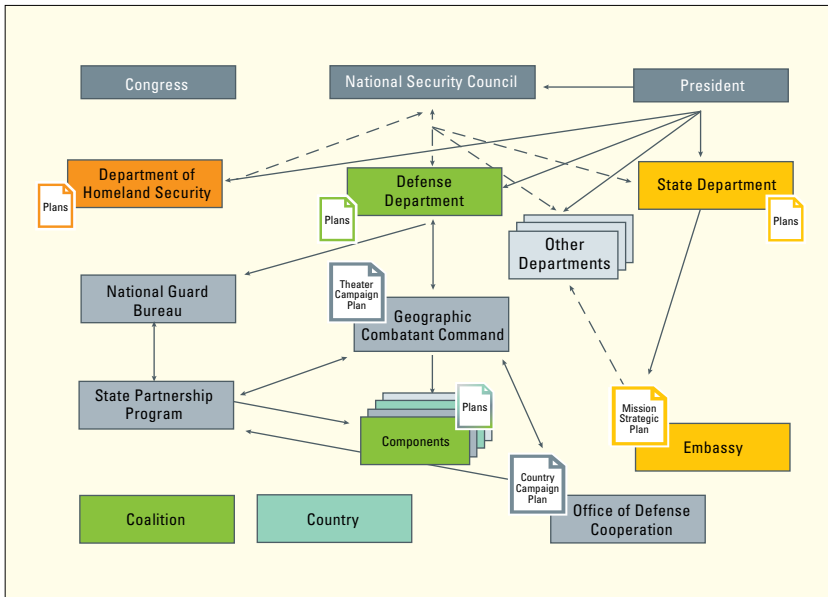 Congress
National Security Council
President
Department of
Homeland Security
Plans
Defense
Department
Plans
State Department
Plans
Other
Departments
National Guard
Bureau
Theater
Campaign
Plan
Geographic
Combatant Command
State Partnership
Program
Plans
Components
Mission
Strategic
Plan
Embassy
Country
Campaign
Plan
Office of Defense
Cooperation
Coalition
Country